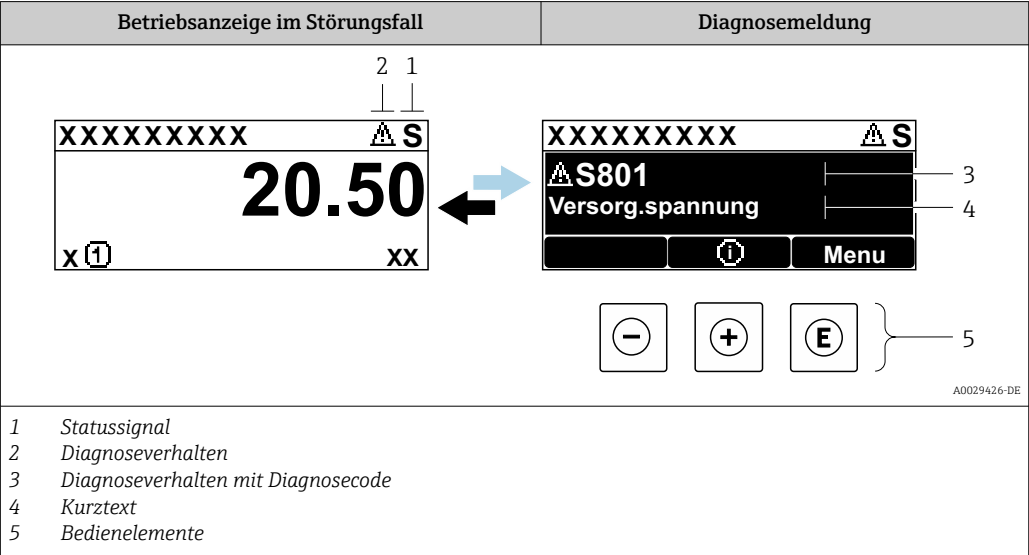 Betriebsanzeige im Störungsfall
Diagnosemeldung
2 1
XXXXXXXXX ⚠ S
20.50
x ① xx
XXXXXXXXX ⚠ S
⚠S801
Versorg.spannung
ⓘ Menu
3
4
− + E
5
A0029426-DE
1 Statussignal
2 Diagnoseverhalten
3 Diagnoseverhalten mit Diagnosecode
4 Kurztext
5 Bedienelemente